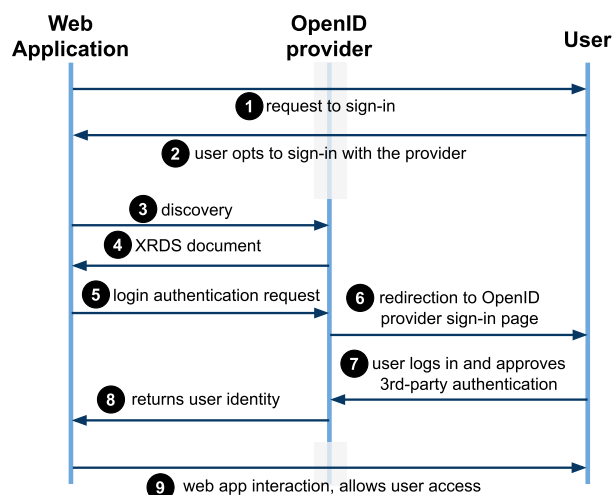 Web
Application
OpenID
provider
User
1 request to sign-in
2 user opts to sign-in with the provider
3 discovery
4 XRDS document
5 login authentication request
6 redirection to OpenID
provider sign-in page
7 user logs in and approves
3rd-party authentication
8 returns user identity
9 web app interaction, allows user access